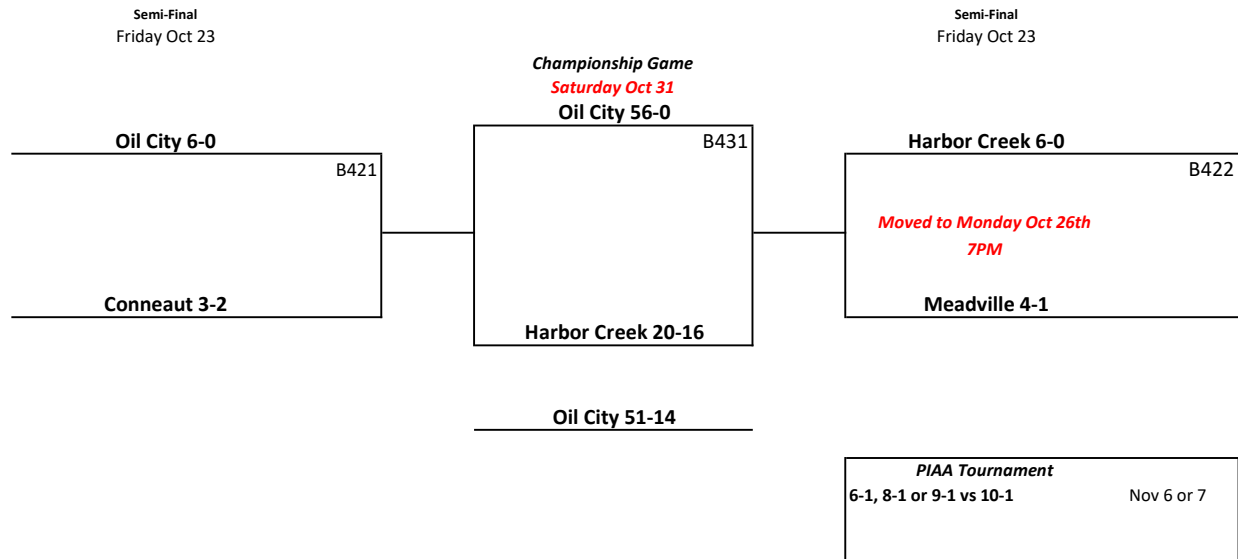 Semi-Final
Friday Oct 23
Semi-Final
Friday Oct 23
Championship Game
Saturday Oct 31
Oil City 56-0
B431
Oil City 6-0
B421
Harbor Creek 6-0
B422
Moved to Monday Oct 26th
7PM
Conneaut 3-2
Meadville 4-1
Harbor Creek 20-16
Oil City 51-14
PIAA Tournament
6-1, 8-1 or 9-1 vs 10-1 Nov 6 or 7